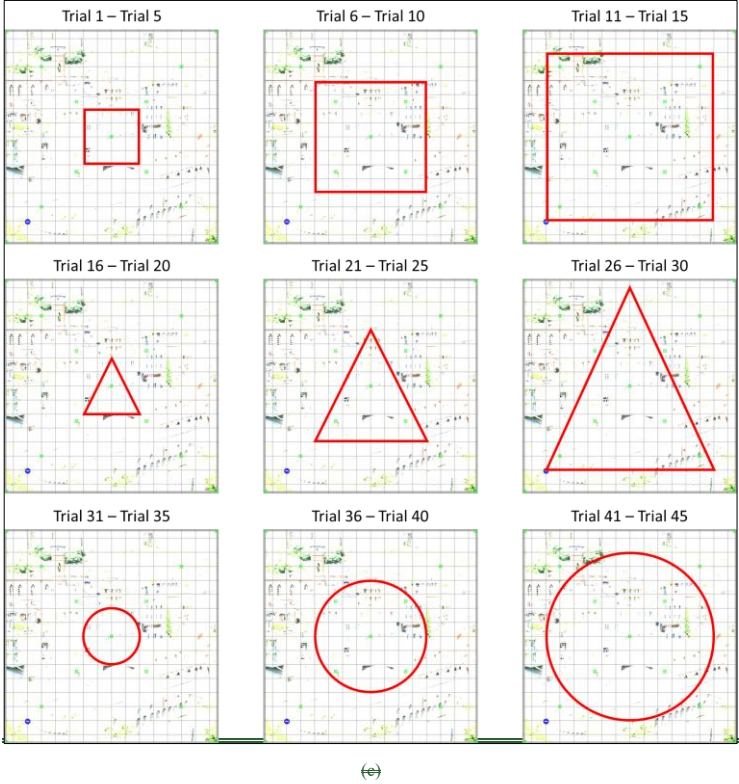 Trial 1 – Trial 5 Trial 6 – Trial 10 Trial 11 – Trial 15
Trial 16 – Trial 20 Trial 21 – Trial 25 Trial 26 – Trial 30
Trial 31 – Trial 35 Trial 36 – Trial 40 Trial 41 – Trial 45
(c)